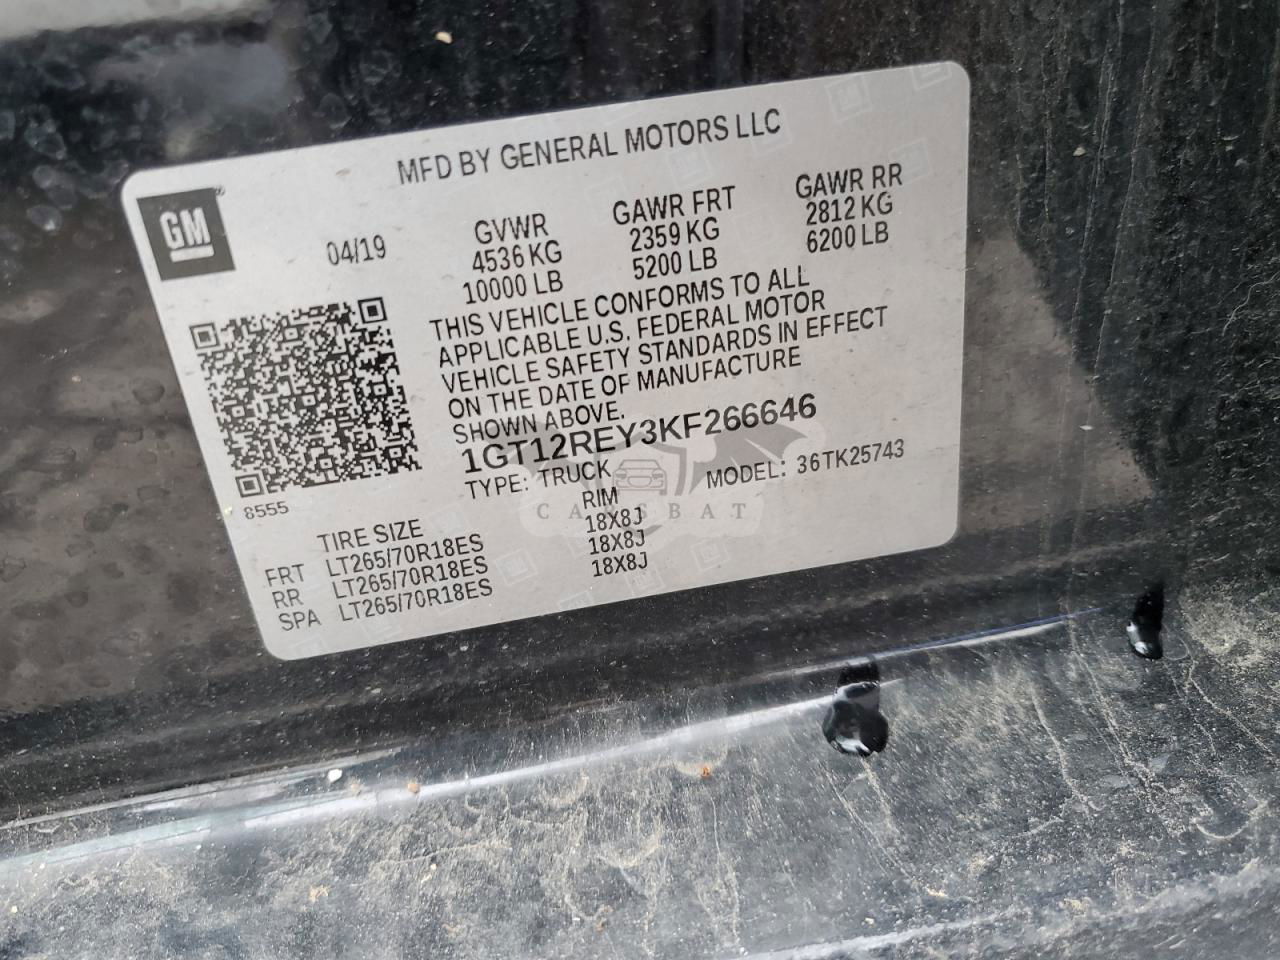 MFD BY GENERAL MOTORS LLC
GM
04/19
GVWR
4536 KG
10000 LB
GAWR FRT
2359 KG
5200 LB
GAWR RR
2812 KG
6200 LB
THIS VEHICLE CONFORMS TO ALL
APPLICABLE U.S. FEDERAL MOTOR
VEHICLE SAFETY STANDARDS IN EFFECT
ON THE DATE OF MANUFACTURE
SHOWN ABOVE.
1GT12REY3KF266646
TYPE: TRUCK
MODEL: 36TK25743
8555
CARSBAT
TIRE SIZE RIM
FRT LT265/70R18ES 18X8J
RR LT265/70R18ES 18X8J
SPA LT265/70R18ES 18X8J